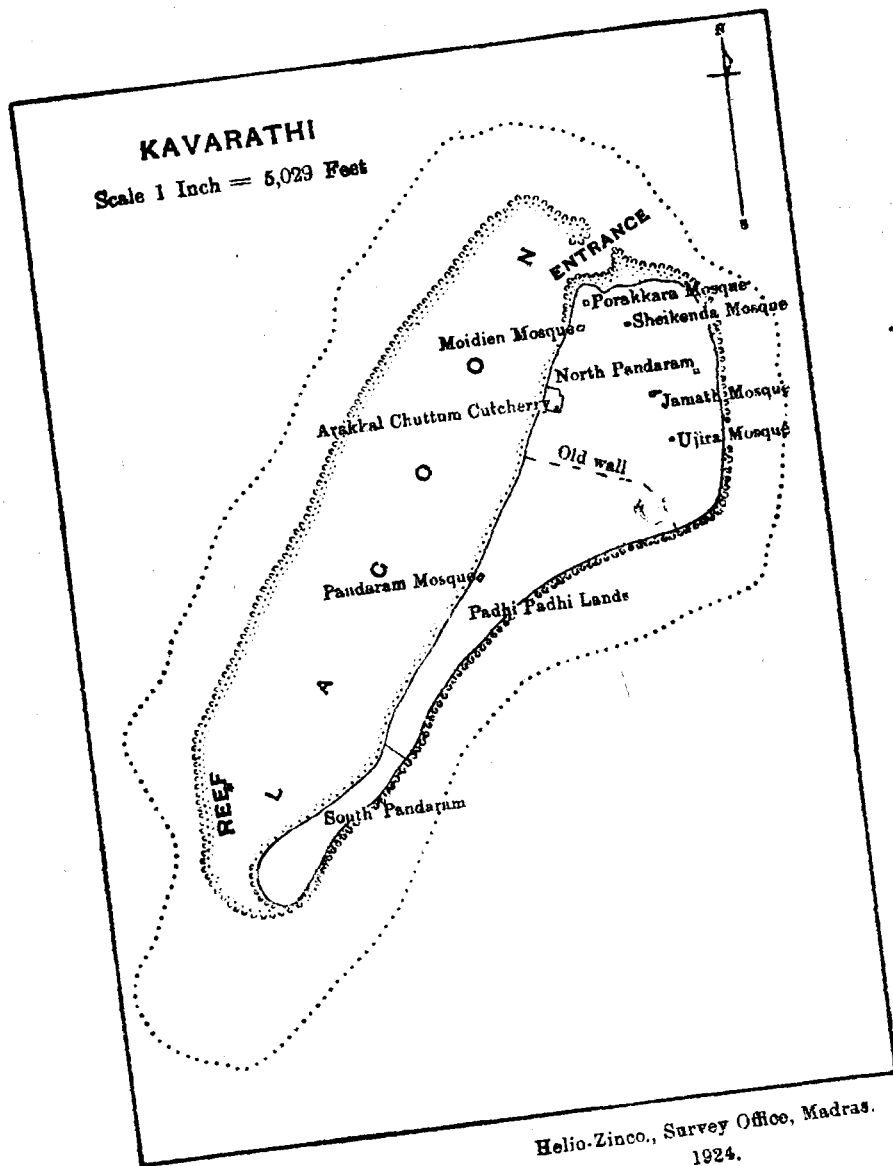 KAVARATHI
Scale 1 Inch = 5,029 Feet
N
S
ENTRANCE
Porakkara Mosque
Sheikenda Mosque
Moidien Mosque
North Pandaram
Jamath Mosque
Arakkal Chuttum Cutcherry
Ujira Mosque
Old wall
Pandaram Mosque
Padhi Padhi Lands
LAGOON
REEF
South Pandaram
Helio-Zinco., Survey Office, Madras.
1924.